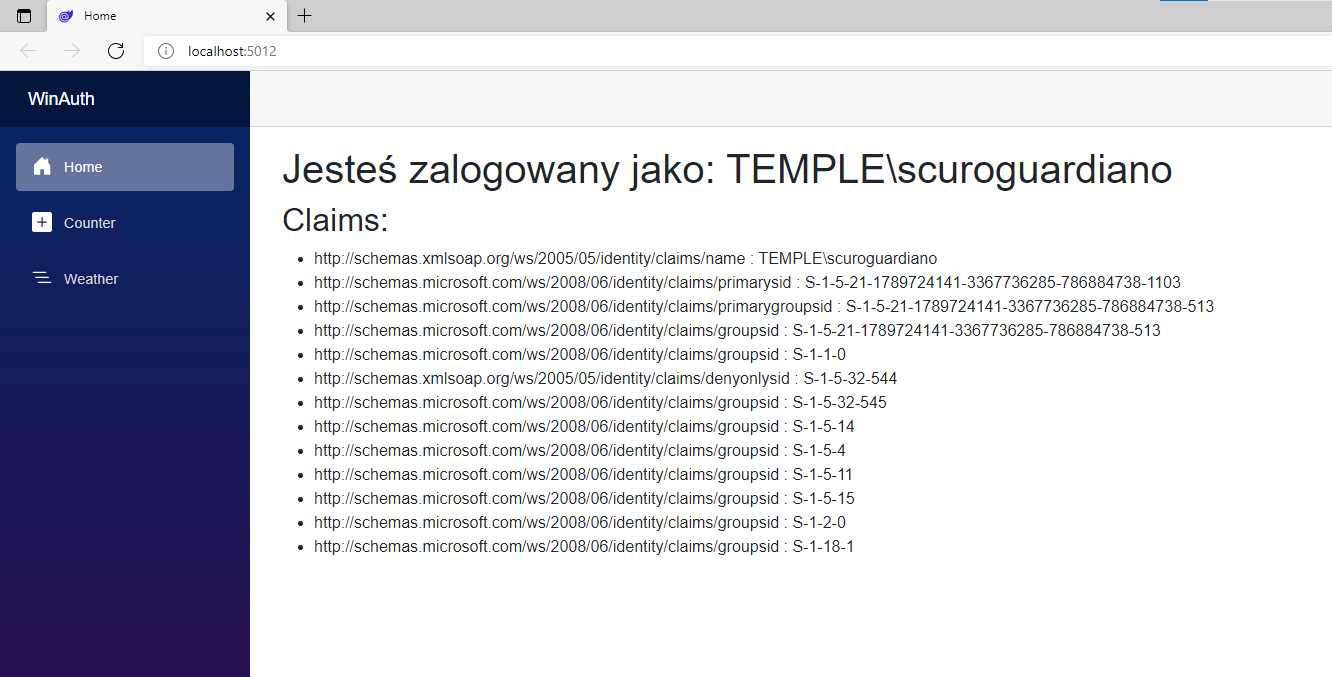 Home
localhost:5012
WinAuth
Home
Counter
Weather
Jesteś zalogowany jako: TEMPLE\scuroguardiano
Claims:
http://schemas.xmlsoap.org/ws/2005/05/identity/claims/name : TEMPLE\scuroguardiano
http://schemas.microsoft.com/ws/2008/06/identity/claims/primarysid : S-1-5-21-1789724141-3367736285-786884738-1103
http://schemas.microsoft.com/ws/2008/06/identity/claims/primarygroupsid : S-1-5-21-1789724141-3367736285-786884738-513
http://schemas.microsoft.com/ws/2008/06/identity/claims/groupsid : S-1-5-21-1789724141-3367736285-786884738-513
http://schemas.microsoft.com/ws/2008/06/identity/claims/groupsid : S-1-1-0
http://schemas.xmlsoap.org/ws/2005/05/identity/claims/denyonlysid : S-1-5-32-544
http://schemas.microsoft.com/ws/2008/06/identity/claims/groupsid : S-1-5-32-545
http://schemas.microsoft.com/ws/2008/06/identity/claims/groupsid : S-1-5-14
http://schemas.microsoft.com/ws/2008/06/identity/claims/groupsid : S-1-5-4
http://schemas.microsoft.com/ws/2008/06/identity/claims/groupsid : S-1-5-11
http://schemas.microsoft.com/ws/2008/06/identity/claims/groupsid : S-1-5-15
http://schemas.microsoft.com/ws/2008/06/identity/claims/groupsid : S-1-2-0
http://schemas.microsoft.com/ws/2008/06/identity/claims/groupsid : S-1-18-1